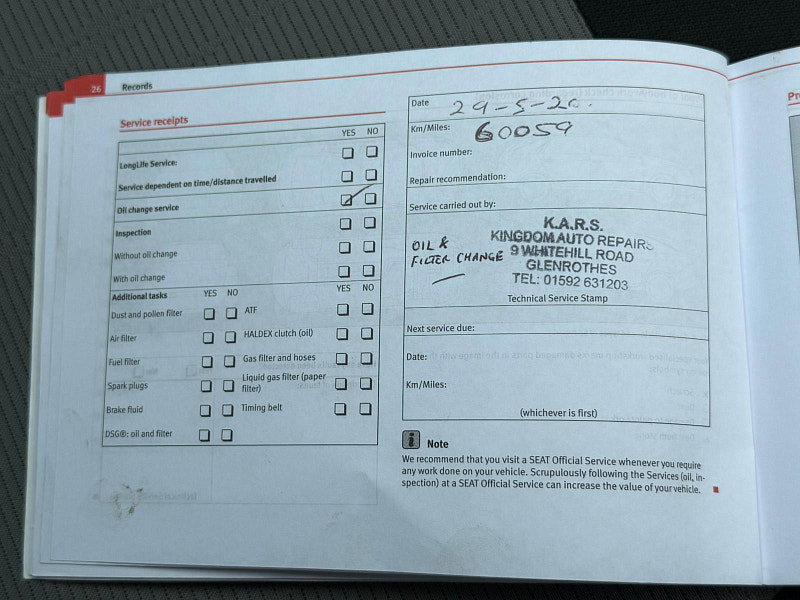 26 Records
Service receipts
YES NO
LongLife Service:
Service dependent on time/distance travelled
Oil change service
Inspection
Without oil change
With oil change
YES NO
Additional tasks YES NO
Dust and pollen filter
ATF
Air filter
HALDEX clutch (oil)
Fuel filter
Gas filter and hoses
Spark plugs
Liquid gas filter (paper
filter)
Brake fluid
Timing belt
DSG®: oil and filter
Date 29-5-20.
Km/Miles: 60059
Invoice number:
Repair recommendation:
Service carried out by:
OIL &
FILTER CHANGE
K.A.R.S.
KINGDOM AUTO REPAIRS
9 WHITEHILL ROAD
GLENROTHES
TEL: 01592 631203
Technical Service Stamp
Next service due:
Date:
Km/Miles:
(whichever is first)
i Note
We recommend that you visit a SEAT Official Service whenever you require
any work done on your vehicle. Scrupulously following the Services (oil, in-
spection) at a SEAT Official Service can increase the value of your vehicle.